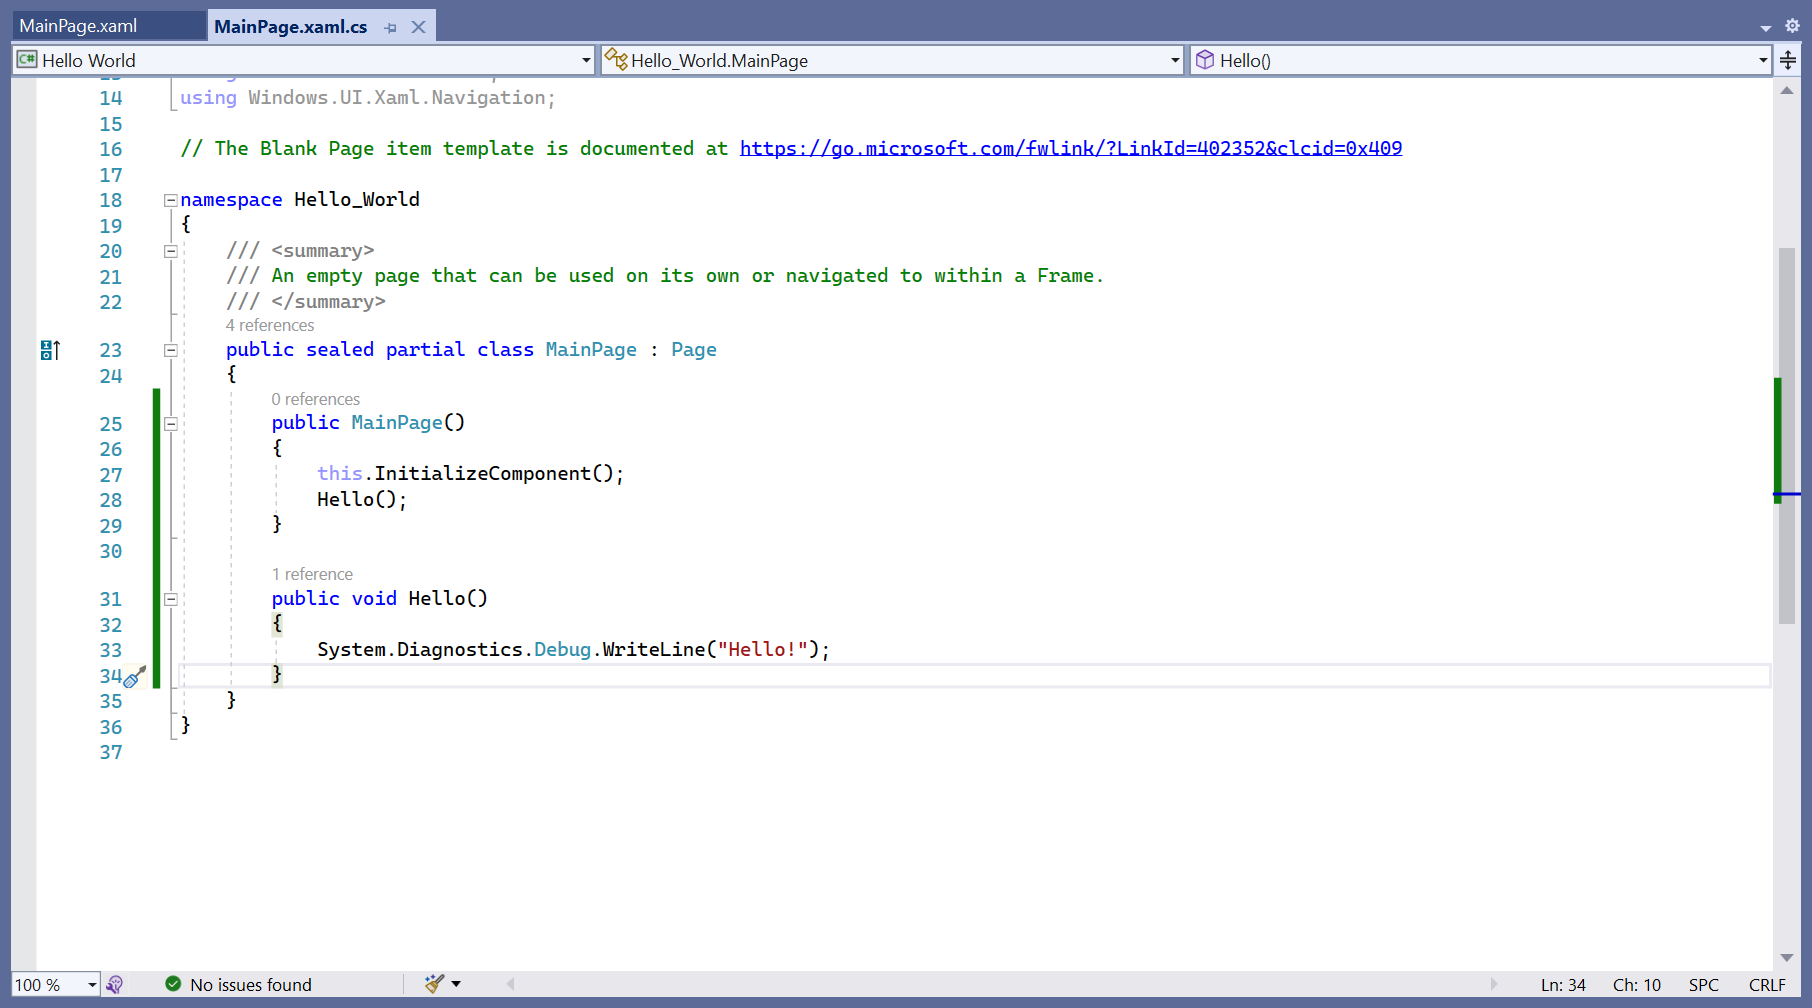 MainPage.xaml MainPage.xaml.cs
C# Hello World Hello_World.MainPage Hello()
14 using Windows.UI.Xaml.Navigation;
15
16 // The Blank Page item template is documented at https://go.microsoft.com/fwlink/?LinkId=402352&clcid=0x409
17
18 namespace Hello_World
19 {
20 /// <summary>
21 /// An empty page that can be used on its own or navigated to within a Frame.
22 /// </summary>
4 references
23 public sealed partial class MainPage : Page
24 {
0 references
25 public MainPage()
26 {
27 this.InitializeComponent();
28 Hello();
29 }
30
1 reference
31 public void Hello()
32 {
33 System.Diagnostics.Debug.WriteLine("Hello!");
34 }
35 }
36 }
37
100 % No issues found Ln: 34 Ch: 10 SPC CRLF